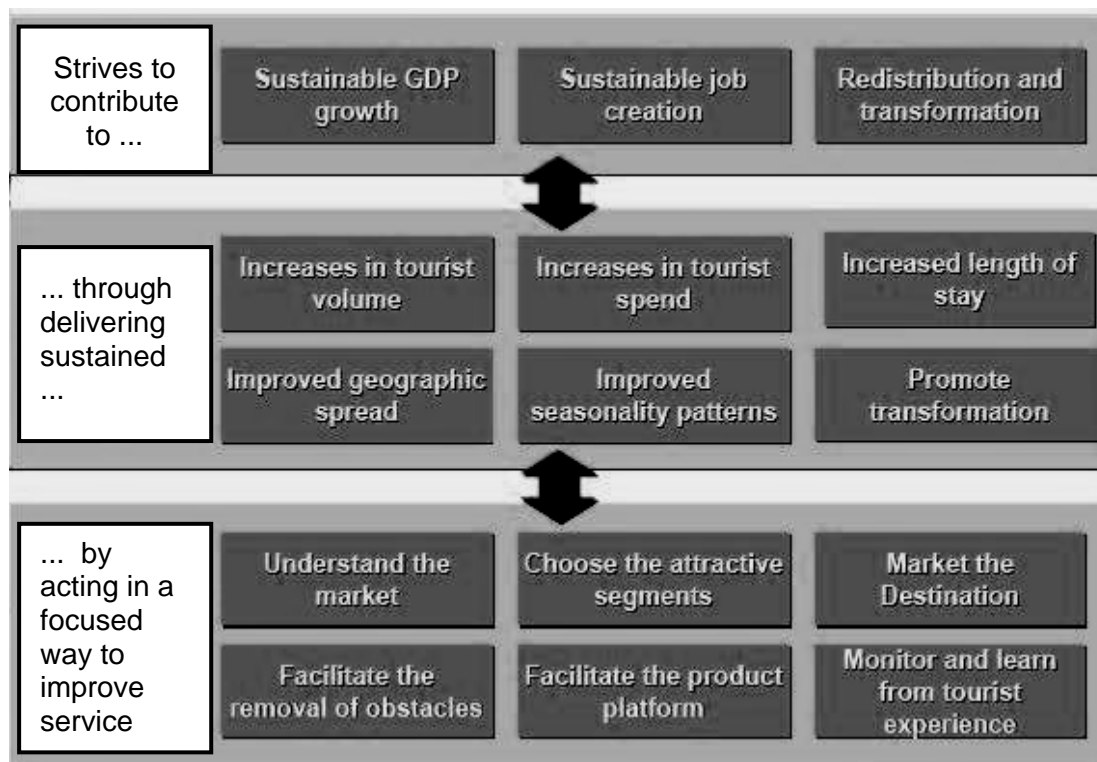 Strives to
contribute
to ...
Sustainable GDP
growth
Sustainable job
creation
Redistribution and
transformation
... through
delivering
sustained
...
Increases in tourist
volume
Increases in tourist
spend
Increased length of
stay
Improved geographic
spread
Improved
seasonality patterns
Promote
transformation
... by
acting in a
focused
way to
improve
service
Understand the
market
Choose the attractive
segments
Market the
Destination
Facilitate the
removal of obstacles
Facilitate the product
platform
Monitor and learn
from tourist
experience